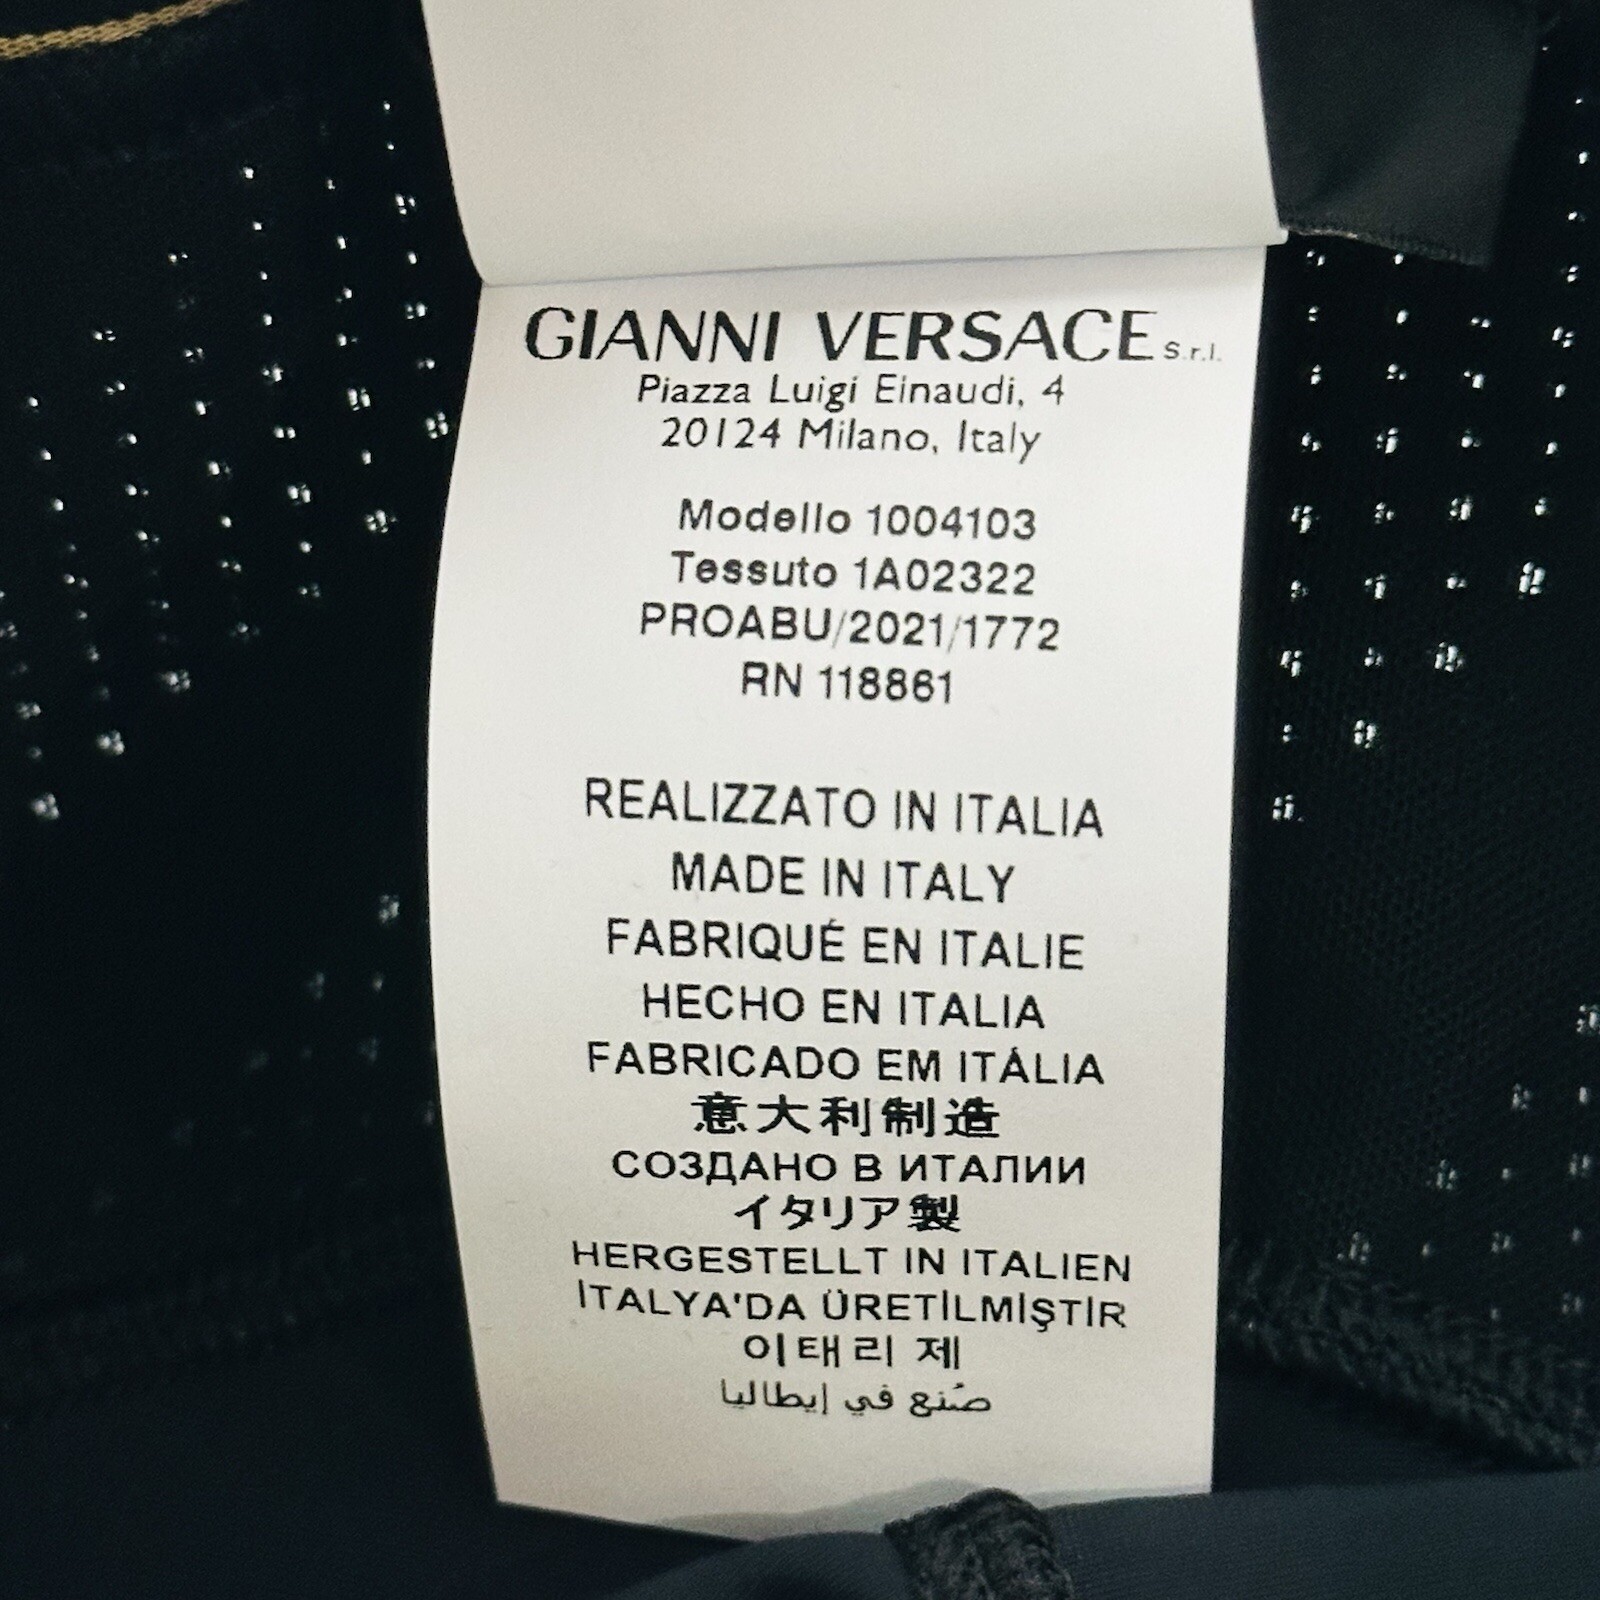 GIANNI VERSACE s.r.l.
Piazza Luigi Einaudi, 4
20124 Milano, Italy
Modello 1004103
Tessuto 1A02322
PROABU/2021/1772
RN 118861
REALIZZATO IN ITALIA
MADE IN ITALY
FABRIQUÉ EN ITALIE
HECHO EN ITALIA
FABRICADO EM ITÁLIA
意大利制造
СОЗДАНО В ИТАЛИИ
イタリア製
HERGESTELLT IN ITALIEN
İTALYA'DA ÜRETİLMİŞTİR
이태리 제
صُنع في إيطاليا